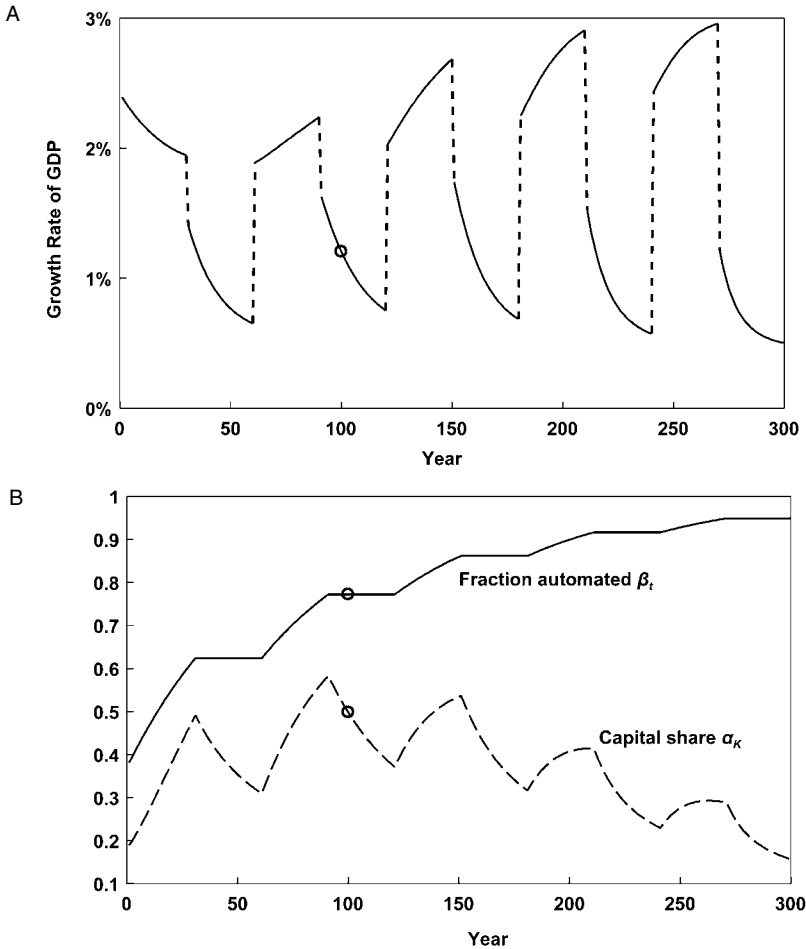 A
3%
2%
1%
0%
Growth Rate of GDP
0 50 100 150 200 250 300
Year
B
1
0.9
0.8
0.7
0.6
0.5
0.4
0.3
0.2
0.1
Fraction automated βt
Capital share αK
0 50 100 150 200 250 300
Year